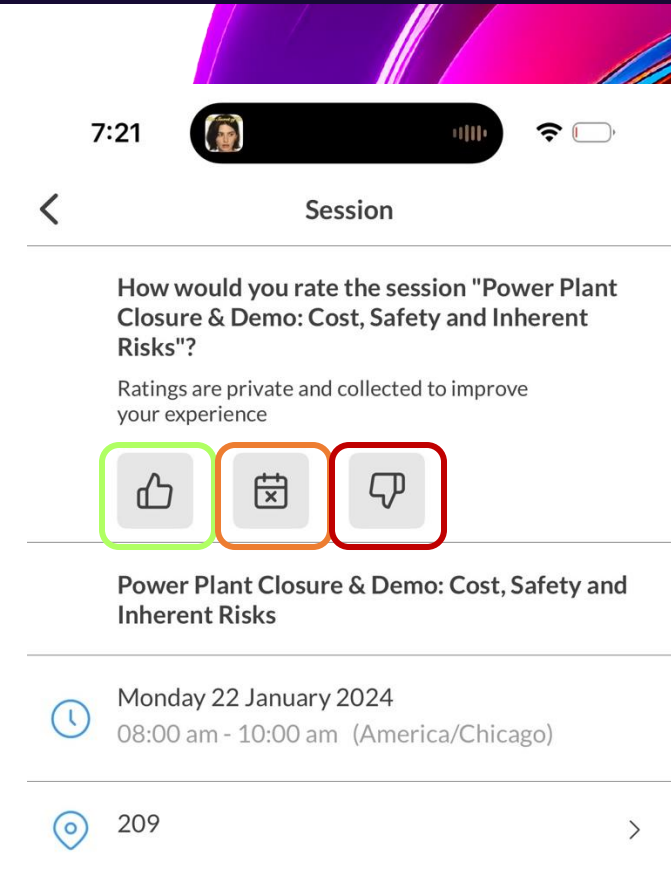 7:21
Session
How would you rate the session "Power Plant
Closure & Demo: Cost, Safety and Inherent
Risks"?
Ratings are private and collected to improve
your experience
Power Plant Closure & Demo: Cost, Safety and
Inherent Risks
Monday 22 January 2024
08:00 am - 10:00 am (America/Chicago)
209